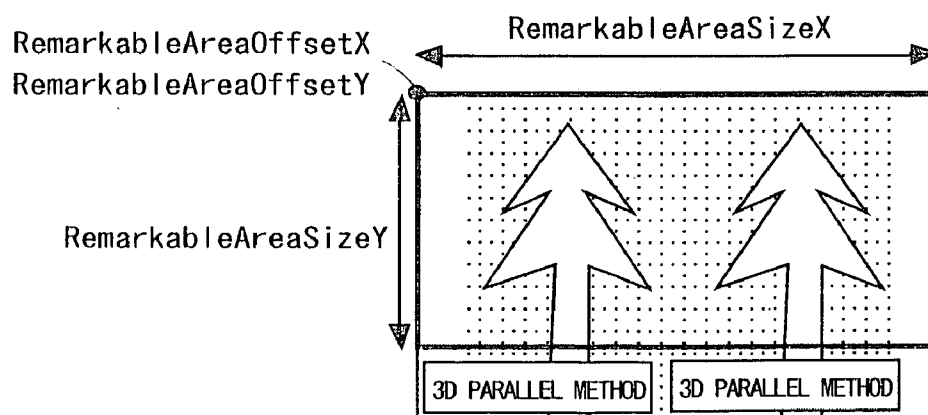 RemarkableAreaOffsetX
RemarkableAreaOffsetY
RemarkableAreaSizeX
RemarkableAreaSizeY
3D PARALLEL METHOD
3D PARALLEL METHOD